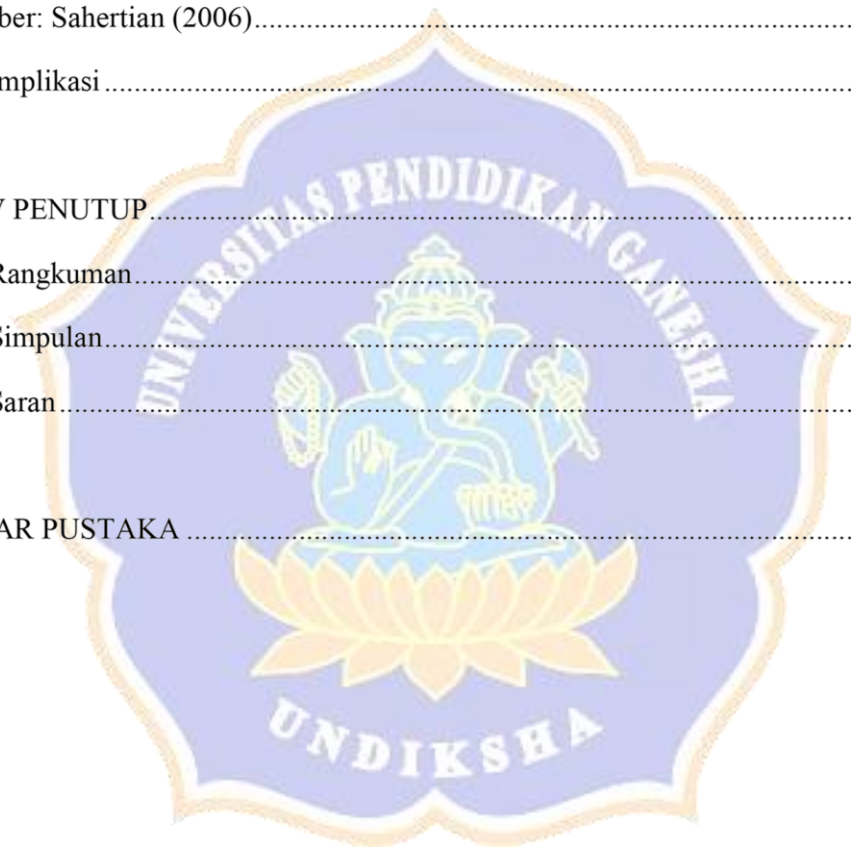 ber: Sahertian (2006)................................................................................
mplikasi................................................................................
PENUTUP................................................................................
Rangkuman................................................................................
Simpulan................................................................................
Saran................................................................................
AR PUSTAKA ................................................................................
UNIVERSITAS PENDIDIKAN GANESHA
UNDIKSHA